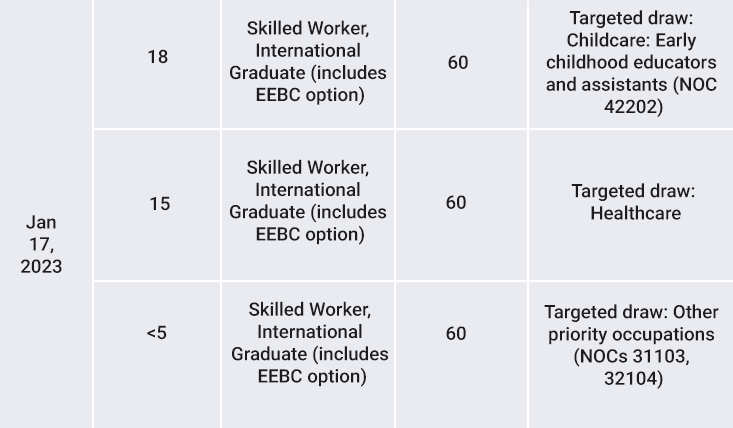 Jan
17,
2023
18
Skilled Worker,
International
Graduate (includes
EEBC option)
60
Targeted draw:
Childcare: Early
childhood educators
and assistants (NOC
42202)
15
Skilled Worker,
International
Graduate (includes
EEBC option)
60
Targeted draw:
Healthcare
<5
Skilled Worker,
International
Graduate (includes
EEBC option)
60
Targeted draw: Other
priority occupations
(NOCs 31103,
32104)